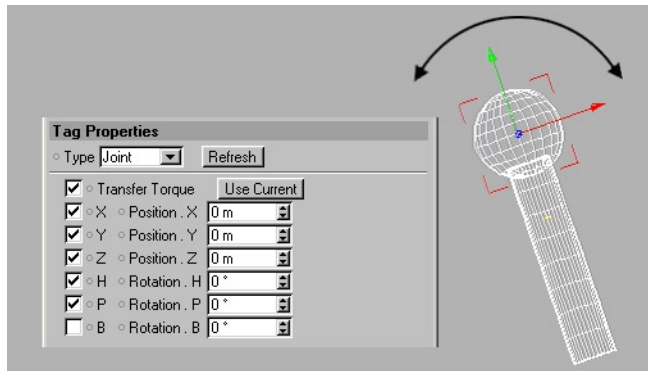 Tag Properties
Type Joint Refresh
Transfer Torque Use Current
X Position . X 0 m
Y Position . Y 0 m
Z Position . Z 0 m
H Rotation . H 0 °
P Rotation . P 0 °
B Rotation . B 0 °